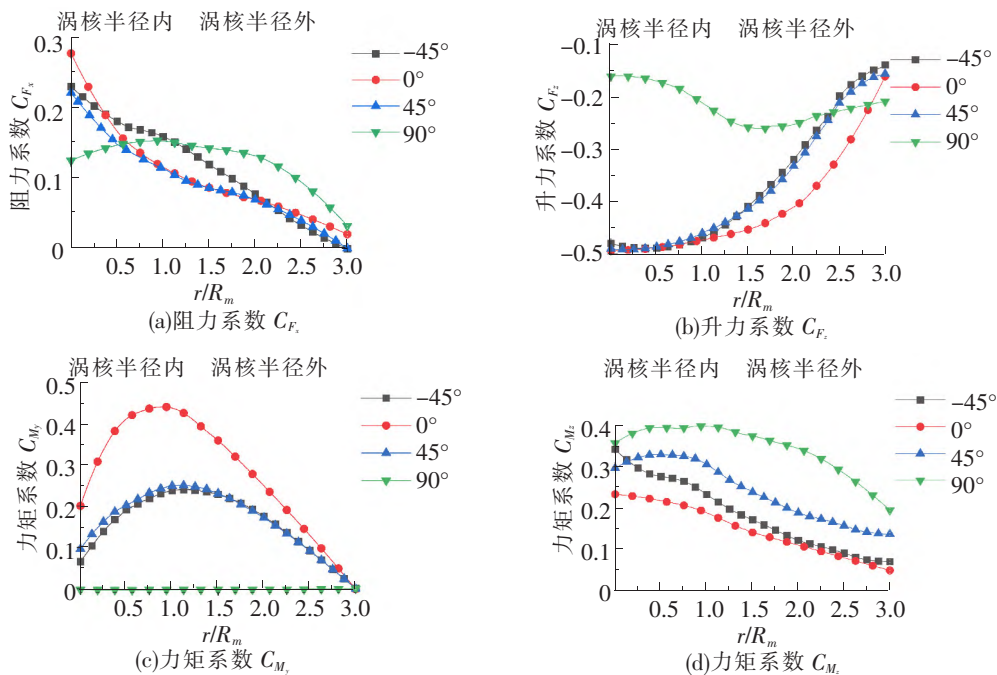 涡核半径内 涡核半径外
0.3
0.2
0.1
0
0.5 1.0 1.5 2.0 2.5 3.0
阻力系数 C_{F_x}
r/R_m
-45°
0°
45°
90°
(a)阻力系数 C_{F_x}
涡核半径内 涡核半径外
-0.1
-0.2
-0.3
-0.4
-0.5
0 0.5 1.0 1.5 2.0 2.5 3.0
升力系数 C_{F_z}
r/R_m
-45°
0°
45°
90°
(b)升力系数 C_{F_z}
涡核半径内 涡核半径外
0.5
0.4
0.3
0.2
0.1
0
0.5 1.0 1.5 2.0 2.5 3.0
力矩系数 C_{M_y}
r/R_m
-45°
0°
45°
90°
(c)力矩系数 C_{M_y}
涡核半径内 涡核半径外
0.4
0.3
0.2
0.1
0
0.5 1.0 1.5 2.0 2.5 3.0
力矩系数 C_{M_z}
r/R_m
-45°
0°
45°
90°
(d)力矩系数 C_{M_z}